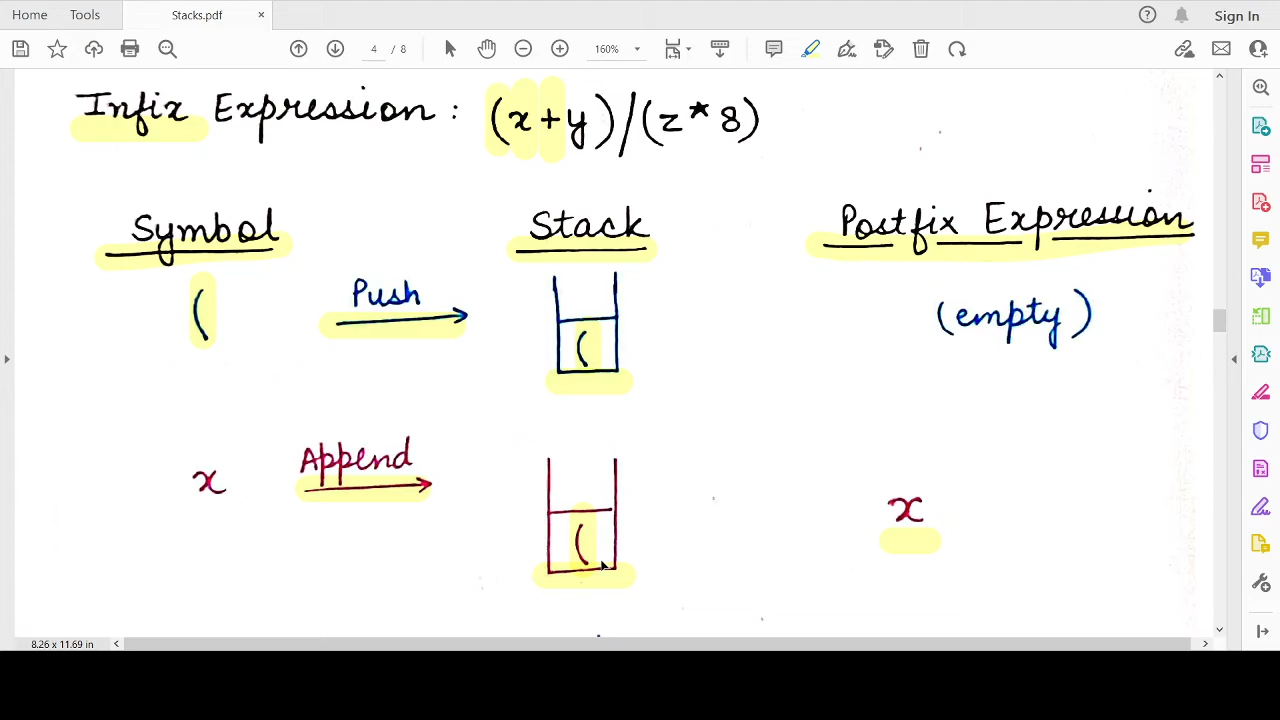 Home Tools Stacks.pdf × Sign In
4 / 8 160%
Infix Expression : (x+y)/(z*8)
Symbol Stack Postfix Expression
( Push ( (empty)
x Append ( x
8.26 x 11.69 in